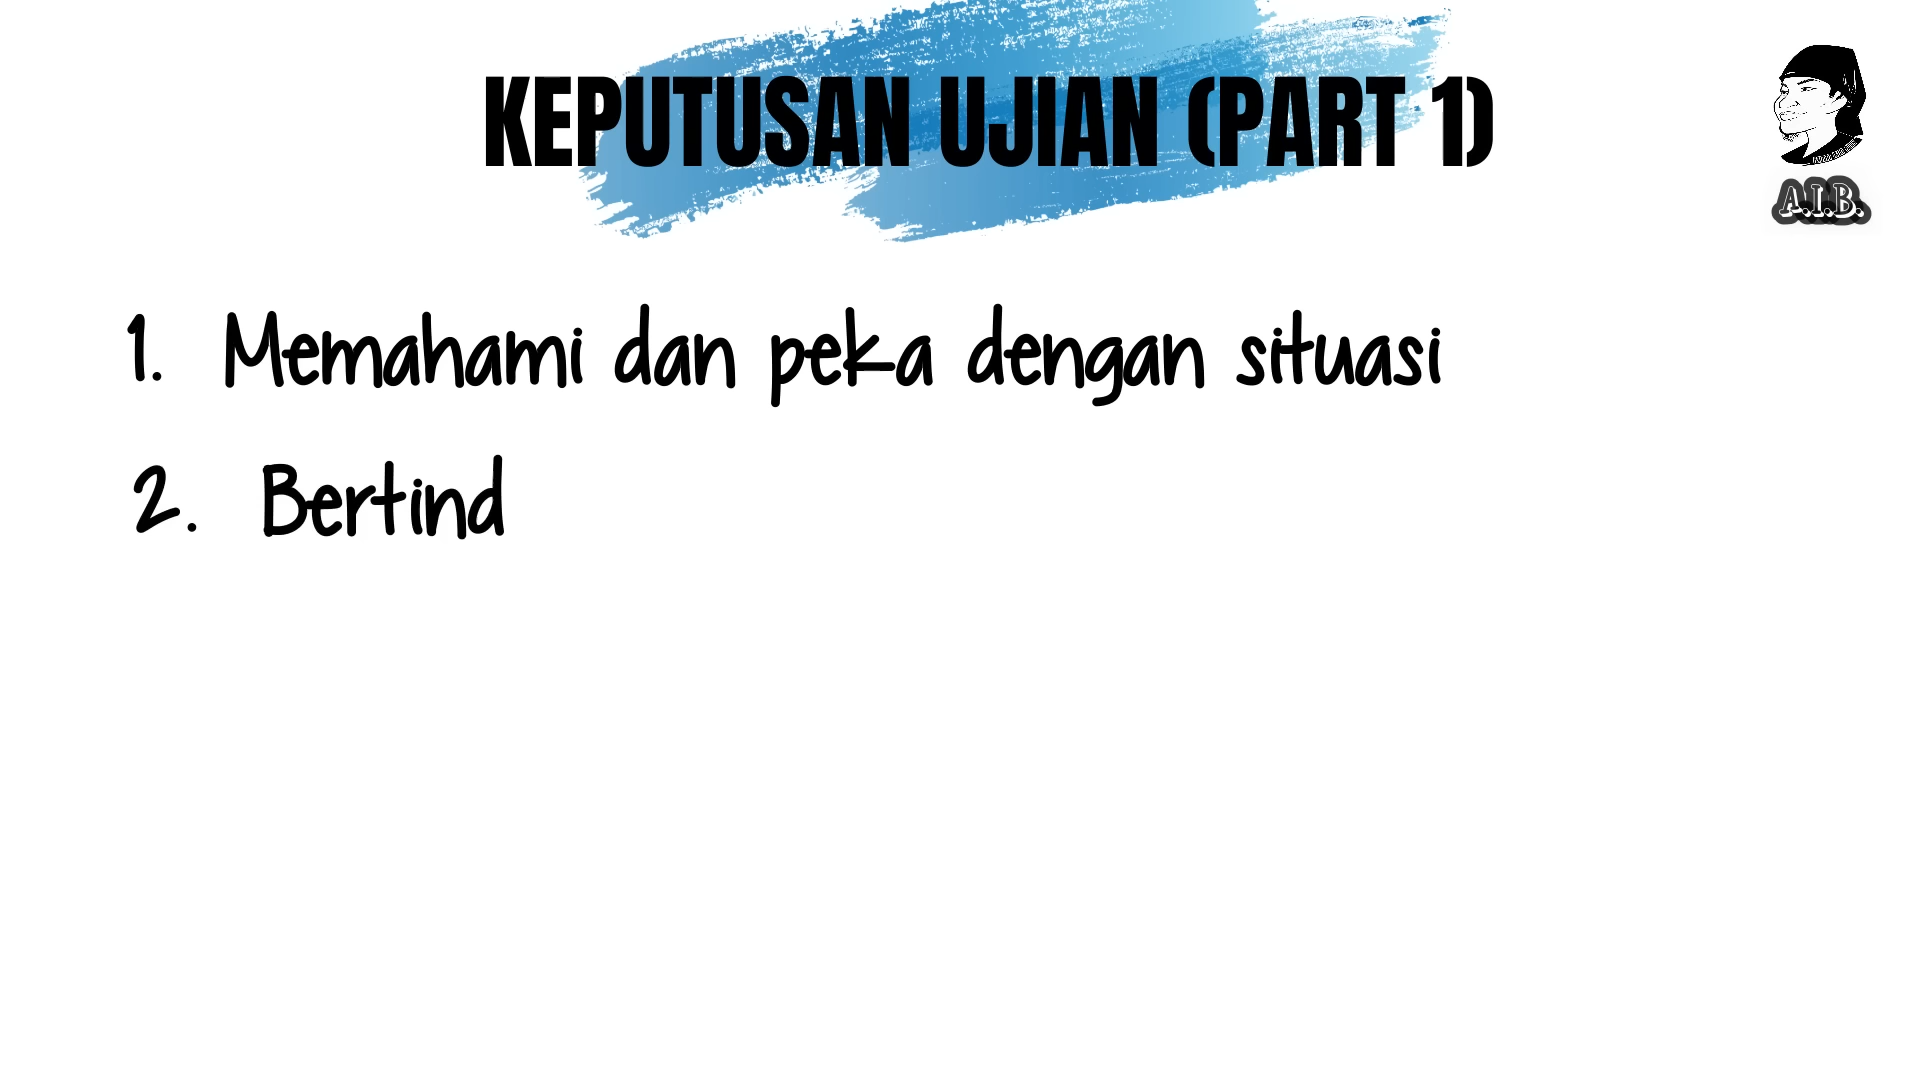 KEPUTUSAN UJIAN (PART 1)
A.I.B.
1. Memahami dan peka dengan situasi
2. Bertind